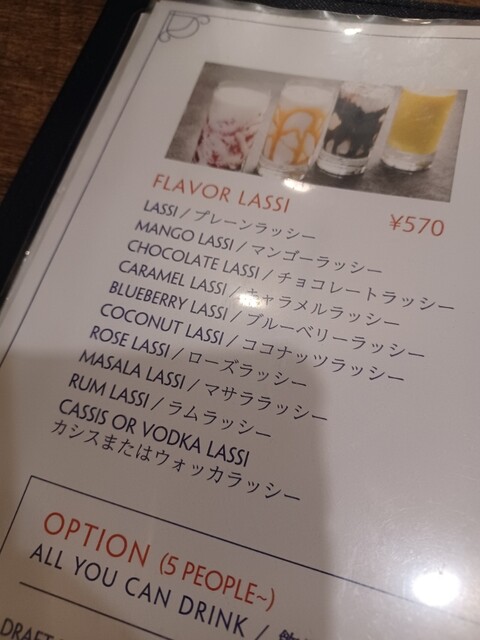 FLAVOR LASSI ¥570
LASSI / プレーンラッシー
MANGO LASSI / マンゴーラッシー
CHOCOLATE LASSI / チョコレートラッシー
CARAMEL LASSI / キャラメルラッシー
BLUEBERRY LASSI / ブルーベリーラッシー
COCONUT LASSI / ココナッツラッシー
ROSE LASSI / ローズラッシー
MASALA LASSI / マサララッシー
RUM LASSI / ラムラッシー
CASSIS OR VODKA LASSI
カシスまたはウォッカラッシー
OPTION (5 PEOPLE~)
ALL YOU CAN DRINK /
DRAFT